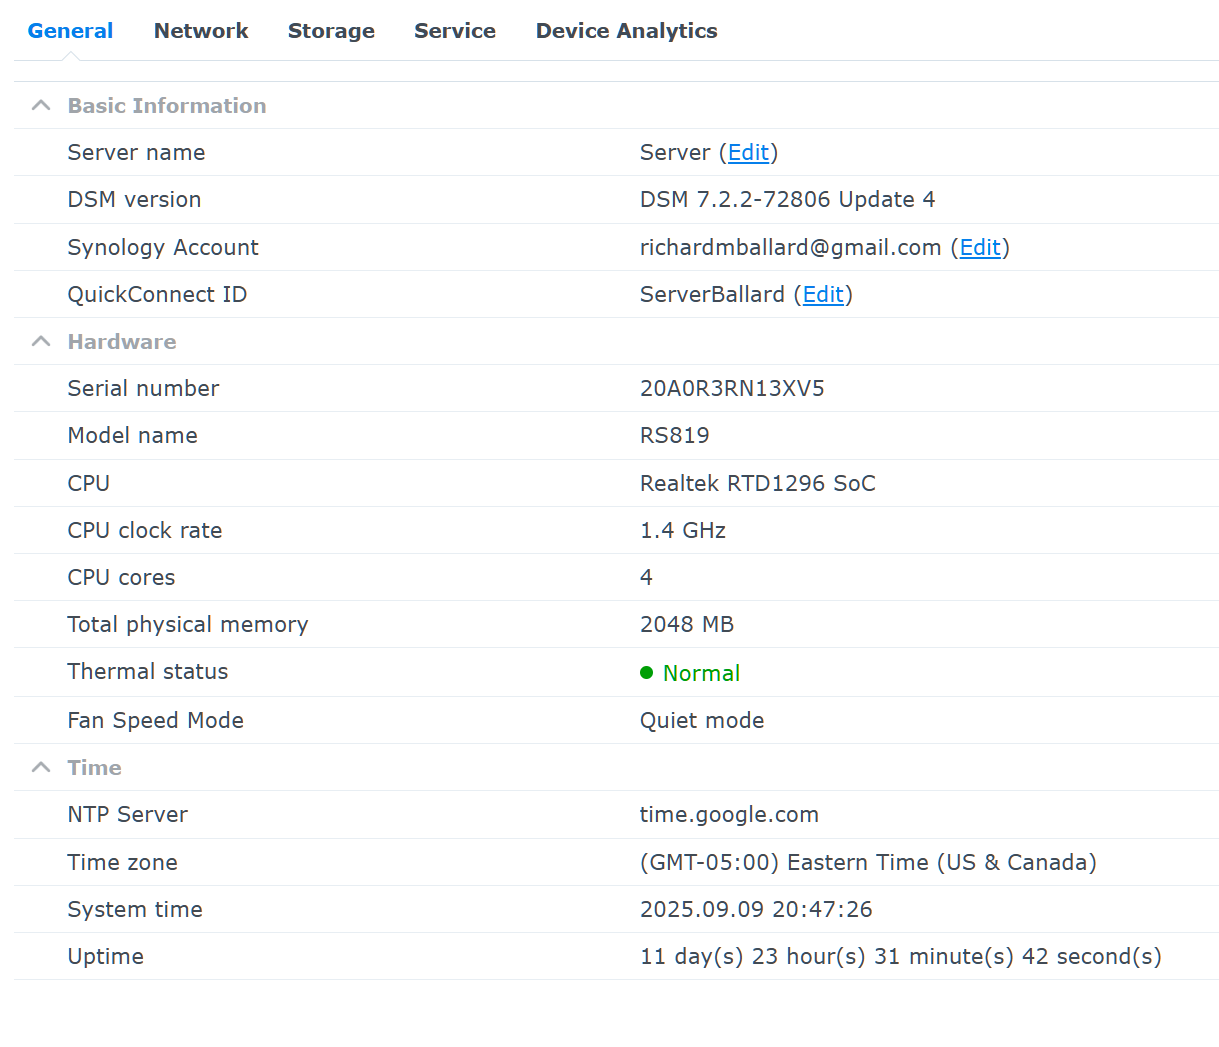 General Network Storage Service Device Analytics
Basic Information
Server name Server (Edit)
DSM version DSM 7.2.2-72806 Update 4
Synology Account richardmballard@gmail.com (Edit)
QuickConnect ID ServerBallard (Edit)
Hardware
Serial number 20A0R3RN13XV5
Model name RS819
CPU Realtek RTD1296 SoC
CPU clock rate 1.4 GHz
CPU cores 4
Total physical memory 2048 MB
Thermal status Normal
Fan Speed Mode Quiet mode
Time
NTP Server time.google.com
Time zone (GMT-05:00) Eastern Time (US & Canada)
System time 2025.09.09 20:47:26
Uptime 11 day(s) 23 hour(s) 31 minute(s) 42 second(s)